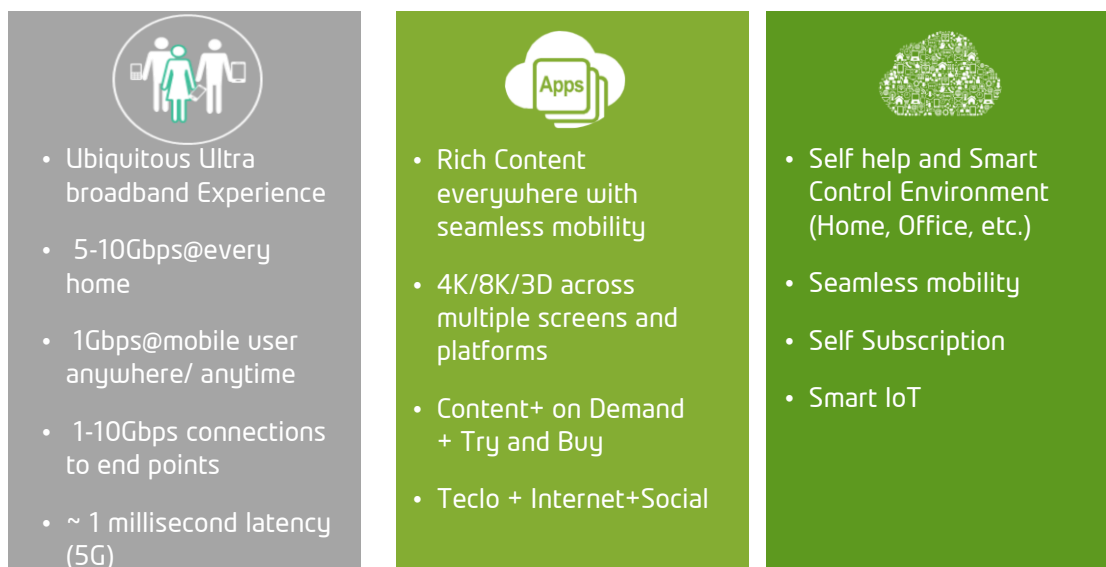 • Ubiquitous Ultra
broadband Experience
• 5-10Gbps@every
home
• 1Gbps@mobile user
anywhere/ anytime
• 1-10Gbps connections
to end points
• ~ 1 millisecond latency
(5G)
Apps
• Rich Content
everywhere with
seamless mobility
• 4K/8K/3D across
multiple screens and
platforms
• Content+ on Demand
+ Try and Buy
• Teclo + Internet+Social
• Self help and Smart
Control Environment
(Home, Office, etc.)
• Seamless mobility
• Self Subscription
• Smart IoT